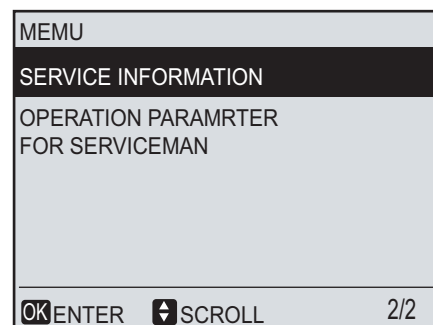 MEMU
SERVICE INFORMATION
OPERATION PARAMRTER
FOR SERVICEMAN
OK ENTER SCROLL 2/2